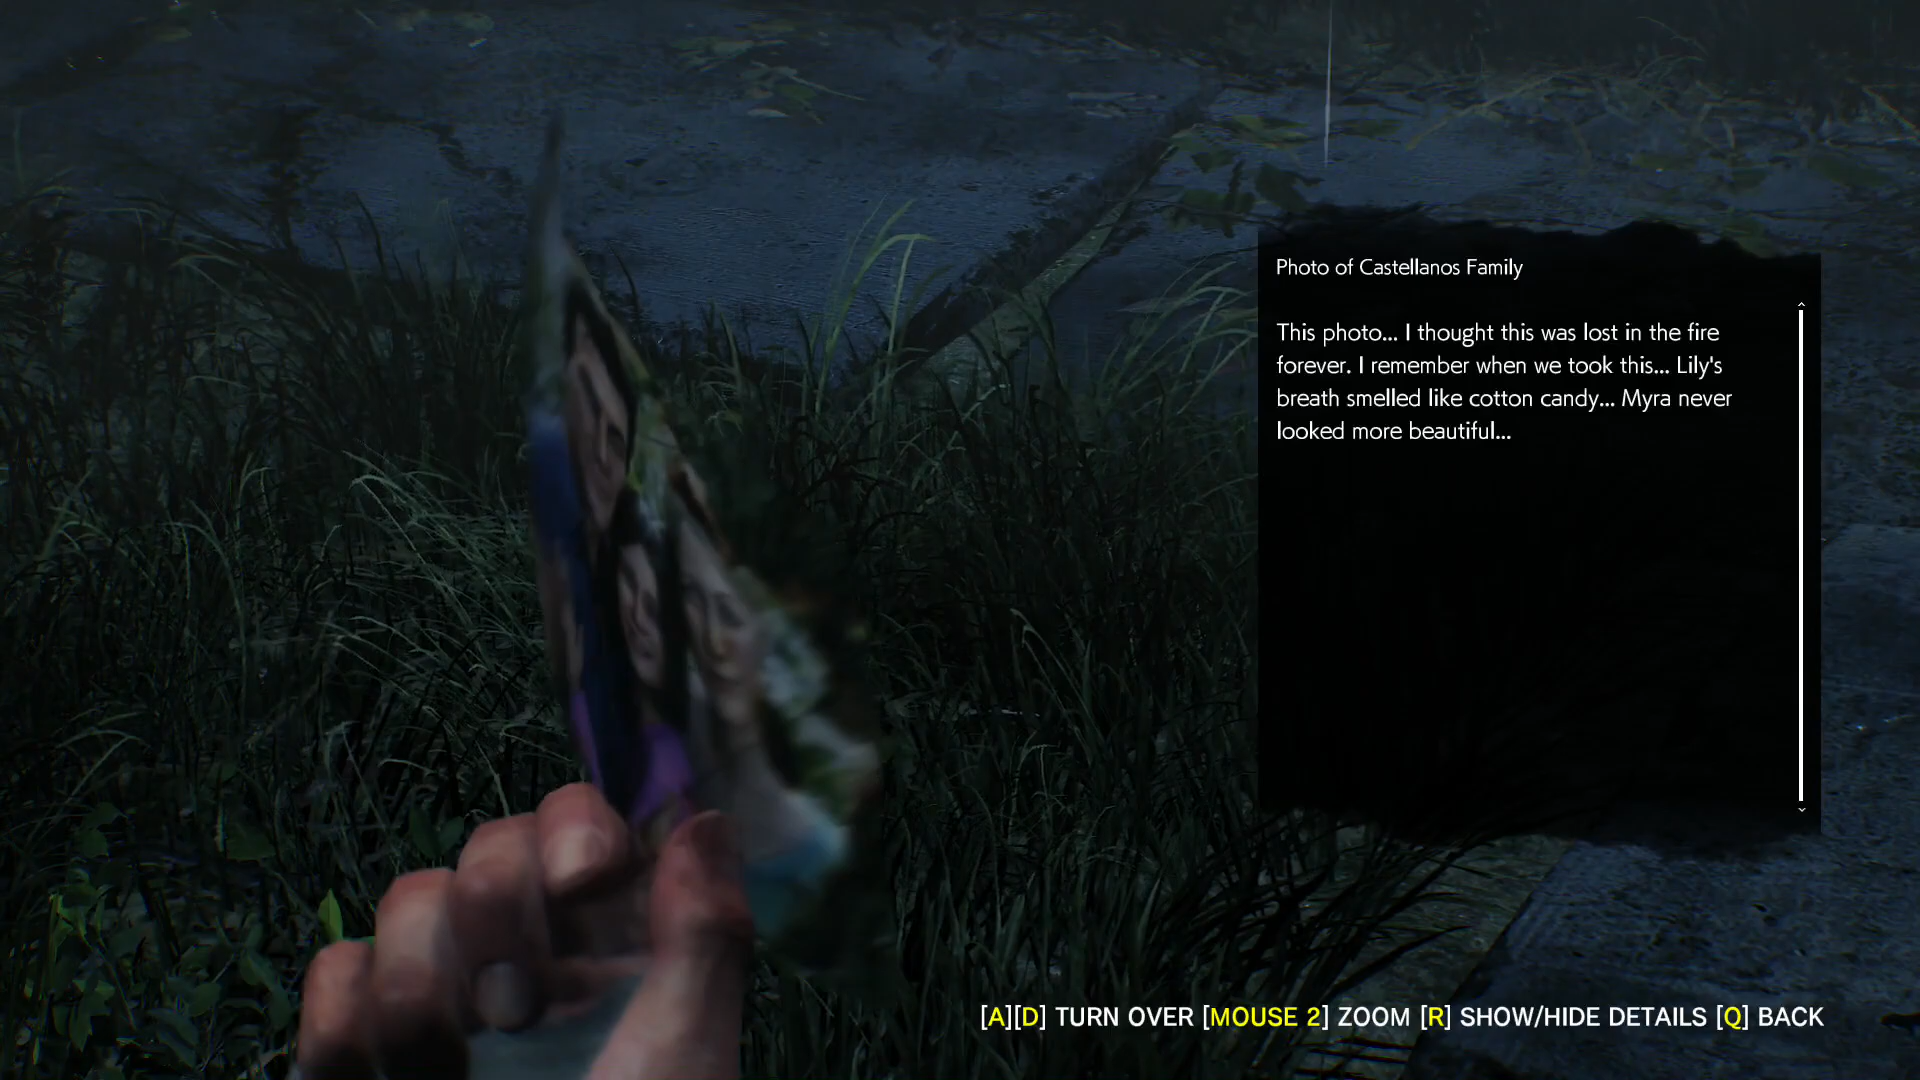 Photo of Castellanos Family
This photo... I thought this was lost in the fire
forever. I remember when we took this... Lily's
breath smelled like cotton candy... Myra never
looked more beautiful...
[A][D] TURN OVER [MOUSE 2] ZOOM [R] SHOW/HIDE DETAILS [Q] BACK